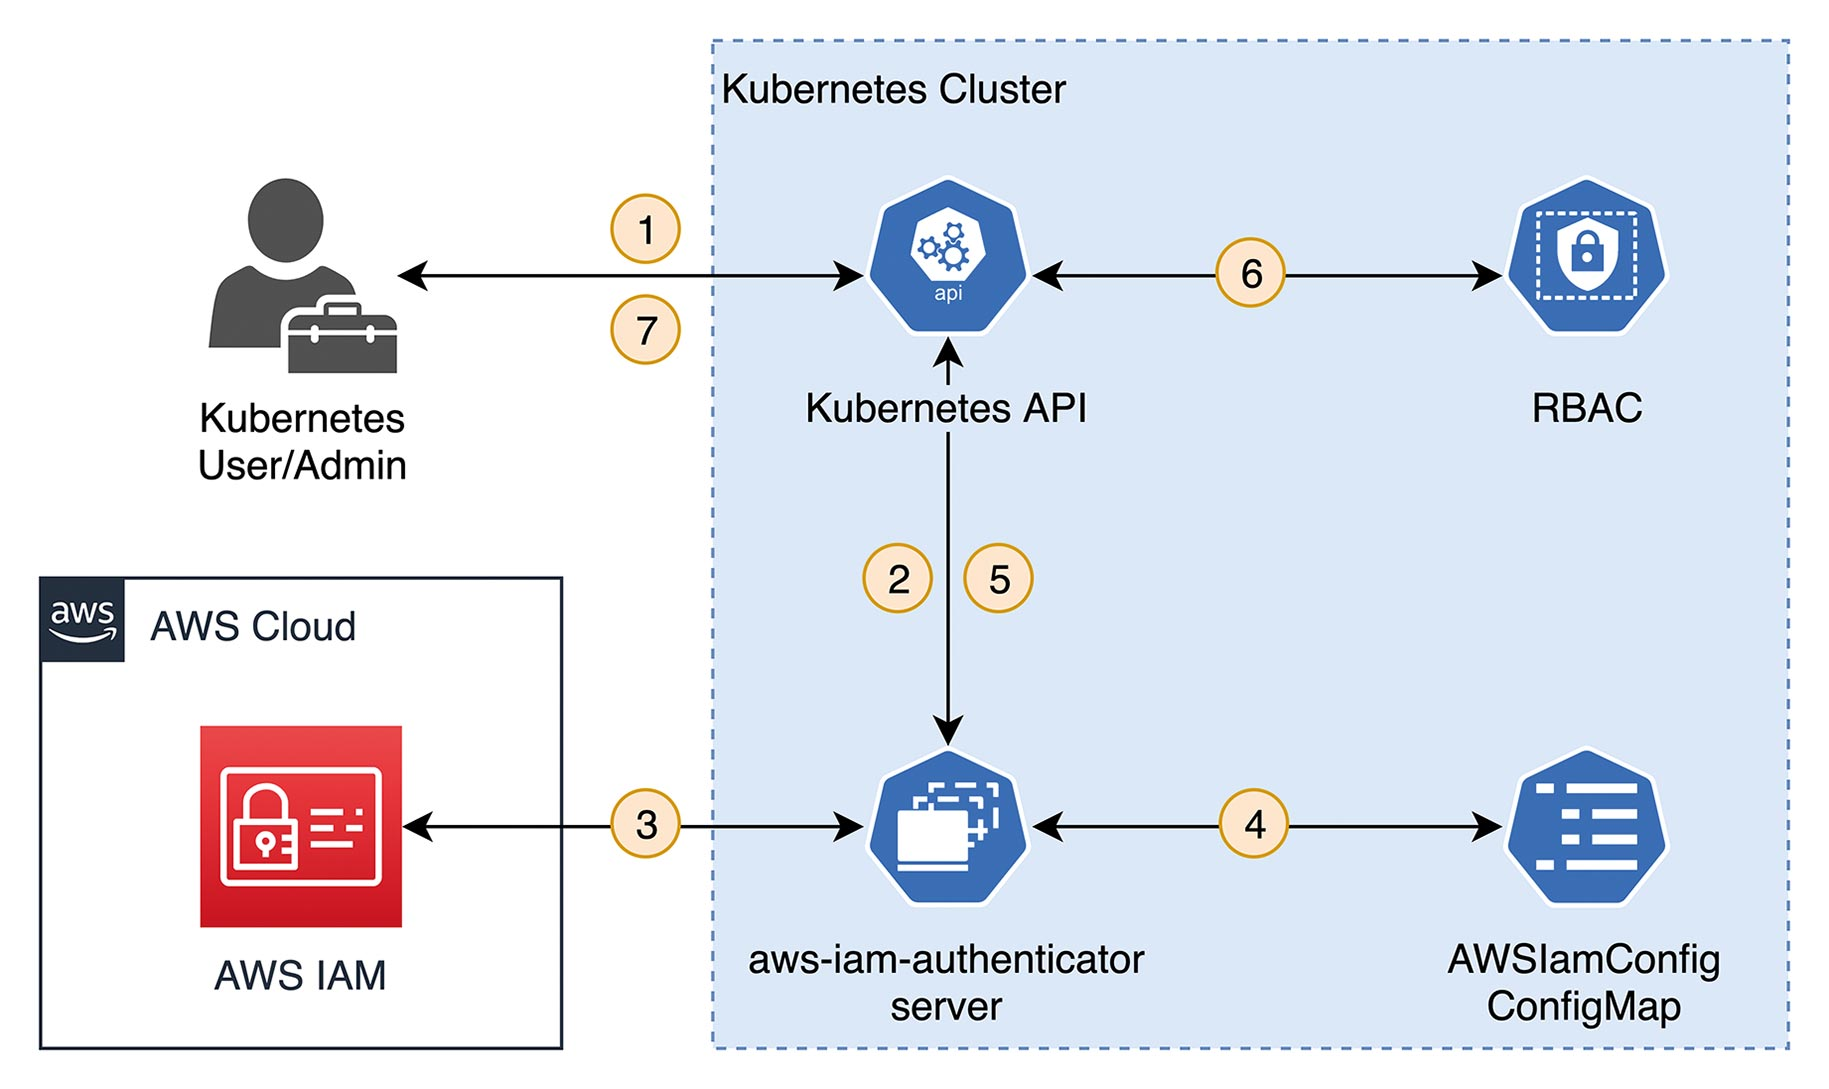 Kubernetes Cluster
1
7
api
6
Kubernetes
User/Admin
Kubernetes API
RBAC
2
5
aws
AWS Cloud
3
4
AWS IAM
aws-iam-authenticator
server
AWSIamConfig
ConfigMap